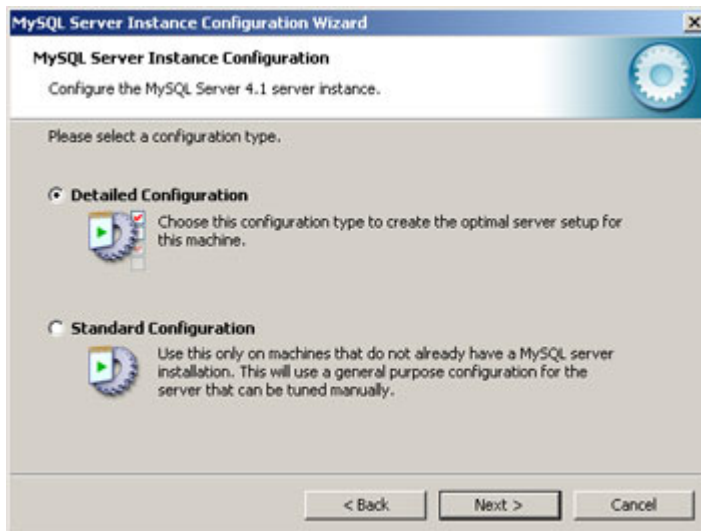 MySQL Server Instance Configuration Wizard
MySQL Server Instance Configuration
Configure the MySQL Server 4.1 server instance.
Please select a configuration type.
Detailed Configuration
Choose this configuration type to create the optimal server setup for
this machine.
Standard Configuration
Use this only on machines that do not already have a MySQL server
installation. This will use a general purpose configuration for the
server that can be tuned manually.
< Back
Next >
Cancel